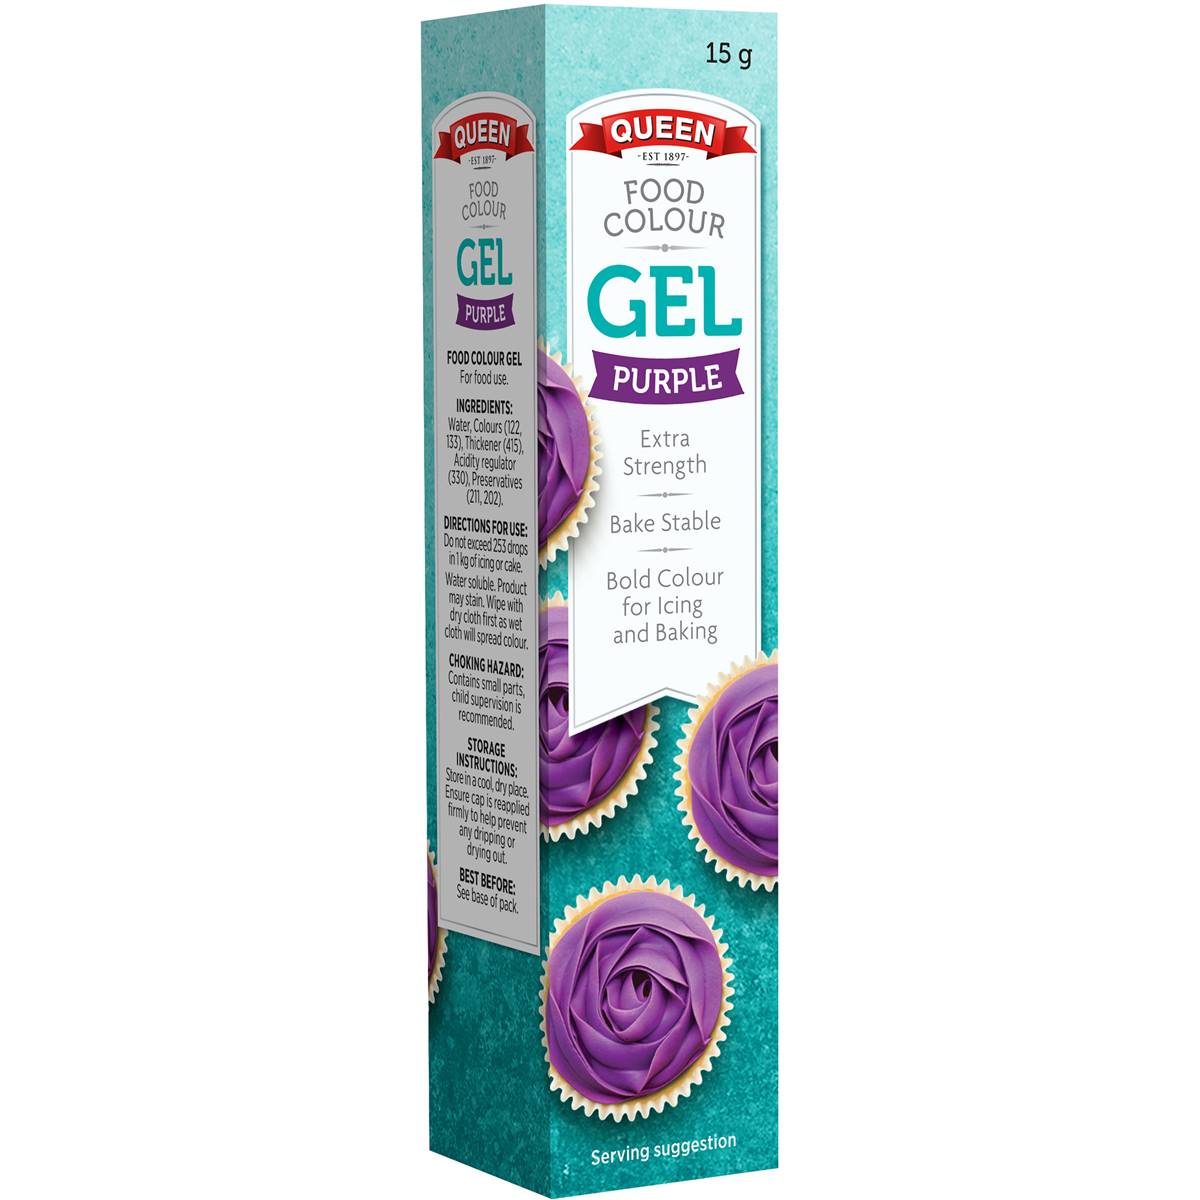 QUEEN
-EST 1897-
FOOD
COLOUR
GEL
PURPLE
FOOD COLOUR GEL
For food use.
INGREDIENTS:
Water, Colours (122,
133), Thickener (415),
Acidity regulator
(330), Preservatives
(211, 202).
DIRECTIONS FOR USE:
Do not exceed 253 drops
in 1 kg of icing or cake.
Water soluble. Product
may stain. Wipe with
dry cloth first as wet
cloth will spread colour.
CHOKING HAZARD:
Contains small parts,
child supervision is
recommended.
STORAGE
INSTRUCTIONS:
Store in a cool, dry place.
Ensure cap is reapplied
firmly to help prevent
any dripping or
drying out.
BEST BEFORE:
See base of pack.
15 g
QUEEN
-EST 1897-
FOOD
COLOUR
GEL
PURPLE
Extra
Strength
Bake Stable
Bold Colour
for Icing
and Baking
Serving suggestion